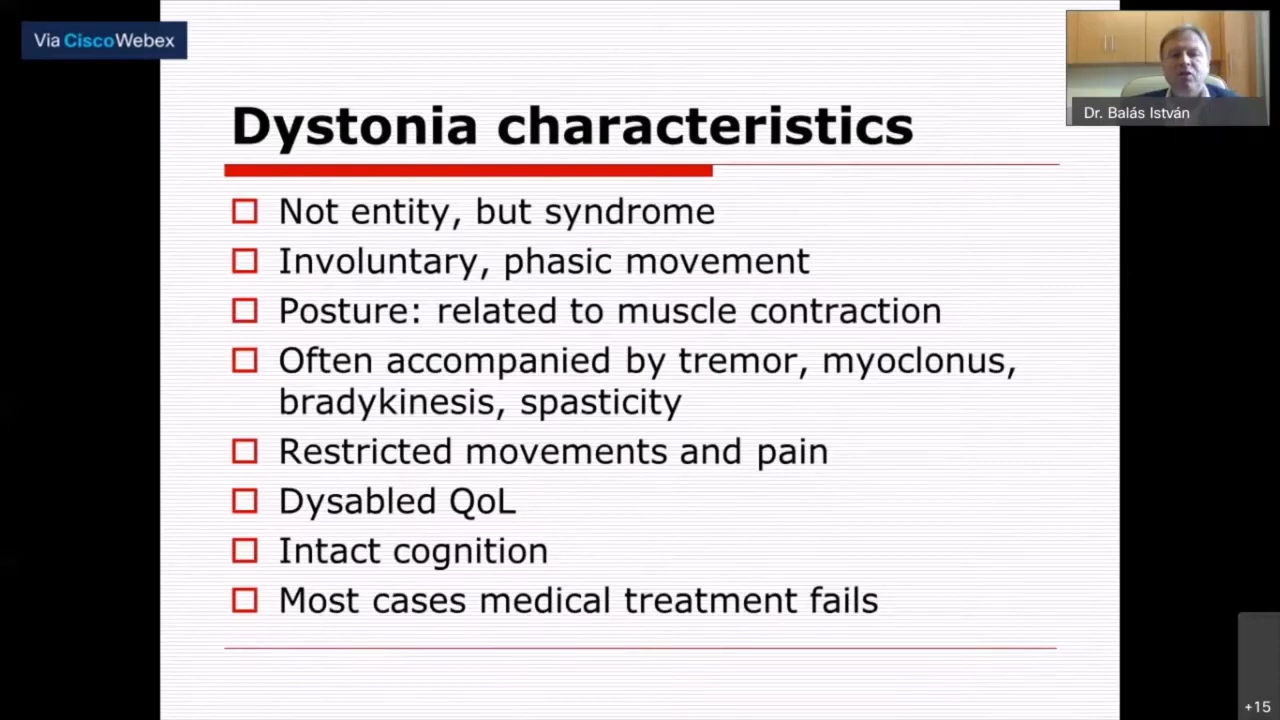 Via CiscoWebex
Dr. Balás István
Dystonia characteristics
Not entity, but syndrome
Involuntary, phasic movement
Posture: related to muscle contraction
Often accompanied by tremor, myoclonus,
bradykinesis, spasticity
Restricted movements and pain
Dysabled QoL
Intact cognition
Most cases medical treatment fails
+15